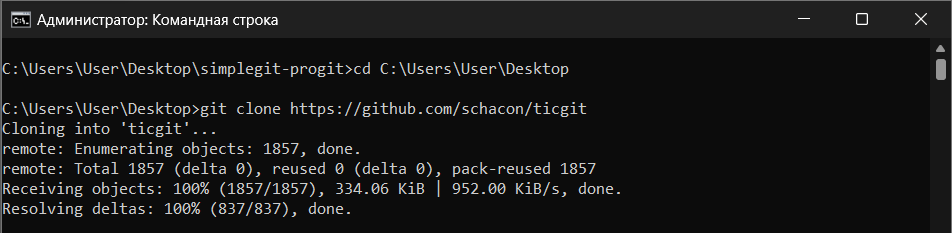 Администратор: Командная строка
C:\Users\User\Desktop\simplegit-progit>cd C:\Users\User\Desktop
C:\Users\User\Desktop>git clone https://github.com/schacon/ticgit
Cloning into 'ticgit'...
remote: Enumerating objects: 1857, done.
remote: Total 1857 (delta 0), reused 0 (delta 0), pack-reused 1857
Receiving objects: 100% (1857/1857), 334.06 KiB | 952.00 KiB/s, done.
Resolving deltas: 100% (837/837), done.